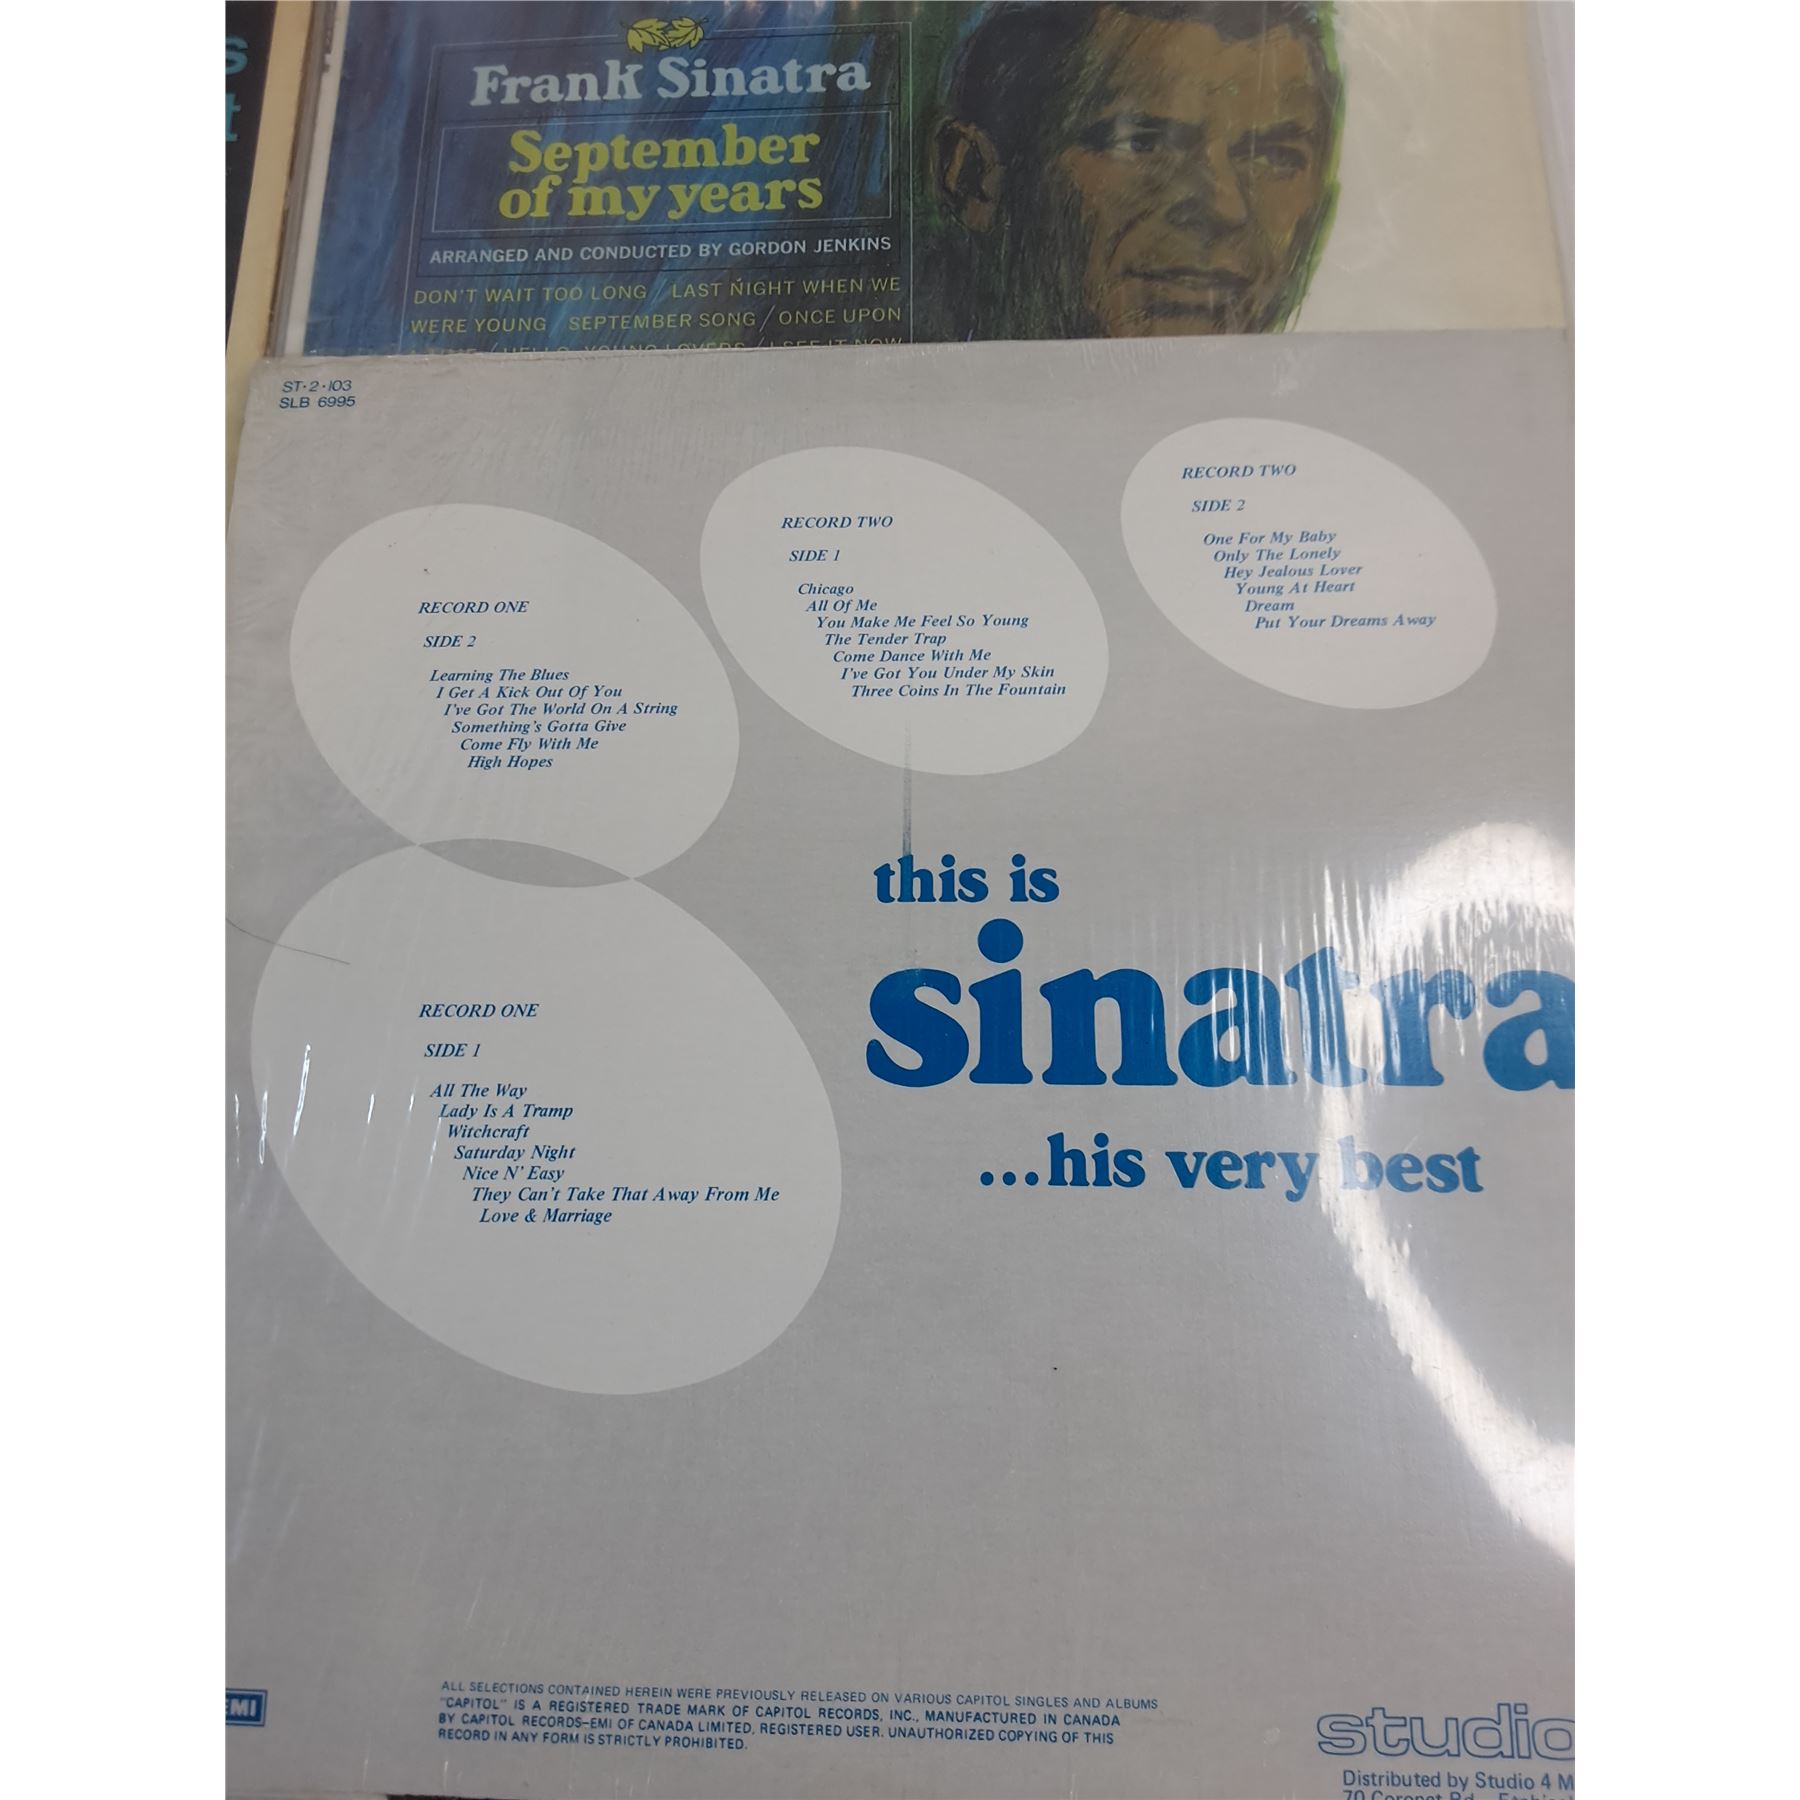 s
t
Frank Sinatra
September
of my years
ARRANGED AND CONDUCTED BY GORDON JENKINS
DON'T WAIT TOO LONG / LAST NIGHT WHEN WE
WERE YOUNG / SEPTEMBER SONG / ONCE UPON
A TIME / HELLO, YOUNG LOVERS / I SEE IT NOW
ST·2·103
SLB 6995
RECORD ONE
SIDE 2
Learning The Blues
I Get A Kick Out Of You
I've Got The World On A String
Something's Gotta Give
Come Fly With Me
High Hopes
RECORD TWO
SIDE 1
Chicago
All Of Me
You Make Me Feel So Young
The Tender Trap
Come Dance With Me
I've Got You Under My Skin
Three Coins In The Fountain
RECORD TWO
SIDE 2
One For My Baby
Only The Lonely
Hey Jealous Lover
Young At Heart
Dream
Put Your Dreams Away
RECORD ONE
SIDE 1
All The Way
Lady Is A Tramp
Witchcraft
Saturday Night
Nice N' Easy
They Can't Take That Away From Me
Love & Marriage
this is
sinatra
...his very best
EMI
ALL SELECTIONS CONTAINED HEREIN WERE PREVIOUSLY RELEASED ON VARIOUS CAPITOL SINGLES AND ALBUMS
"CAPITOL" IS A REGISTERED TRADE MARK OF CAPITOL RECORDS, INC., MANUFACTURED IN CANADA
BY CAPITOL RECORDS–EMI OF CANADA LIMITED, REGISTERED USER. UNAUTHORIZED COPYING OF THIS
RECORD IN ANY FORM IS STRICTLY PROHIBITED.
studio
Distributed by Studio 4 M
70 Coronet Rd